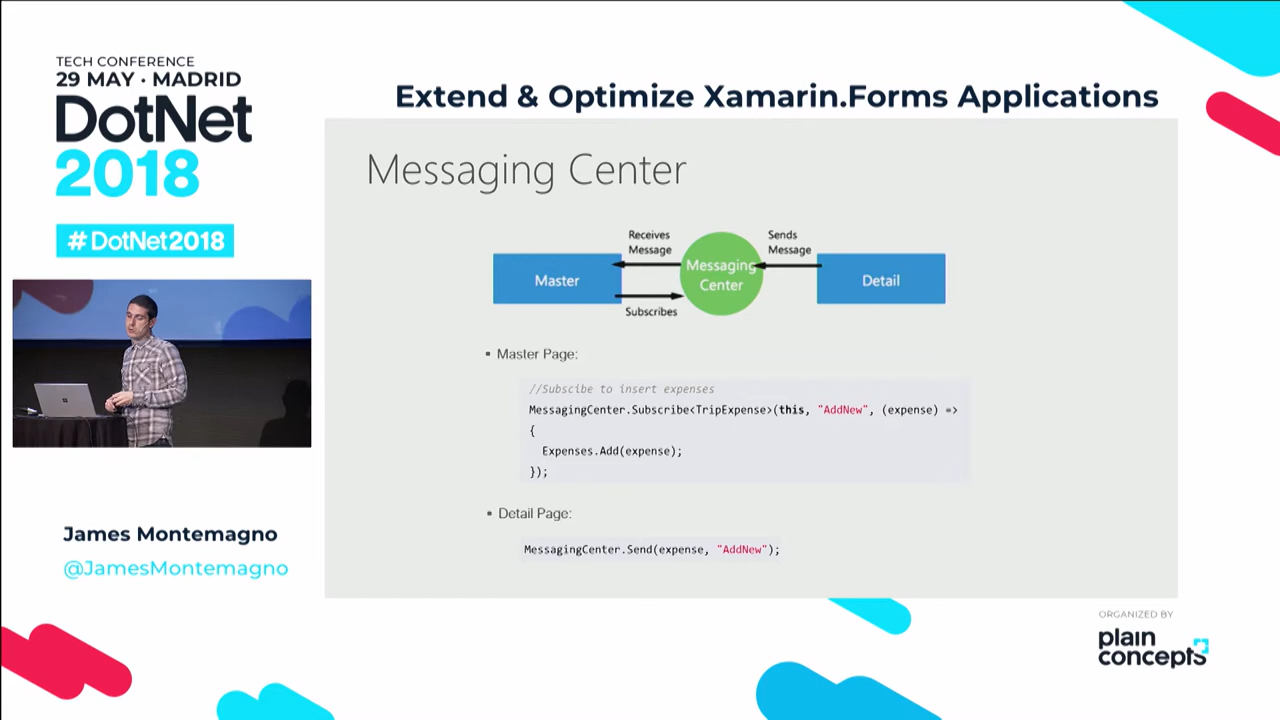 TECH CONFERENCE
29 MAY · MADRID
DotNet
2018
#DotNet2018
Extend & Optimize Xamarin.Forms Applications
Messaging Center
Receives
Message
Sends
Message
Master
Messaging
Center
Detail
Subscribes
▪ Master Page:
//Subscibe to insert expenses
MessagingCenter.Subscribe<TripExpense>(this, "AddNew", (expense) =>
{
Expenses.Add(expense);
});
▪ Detail Page:
MessagingCenter.Send(expense, "AddNew");
James Montemagno
@JamesMontemagno
ORGANIZED BY
plain
concepts